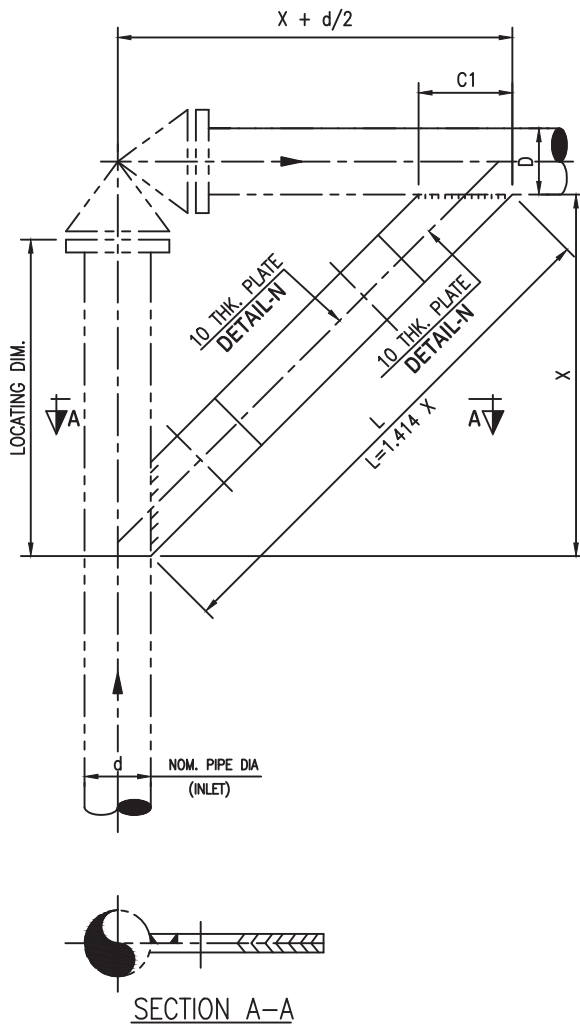 X + d/2
C1
D
10 THK. PLATE
DETAIL-N
10 THK. PLATE
DETAIL-N
LOCATING DIM.
X
A
A
L
L=1.414 X
d
NOM. PIPE DIA
(INLET)
SECTION A-A